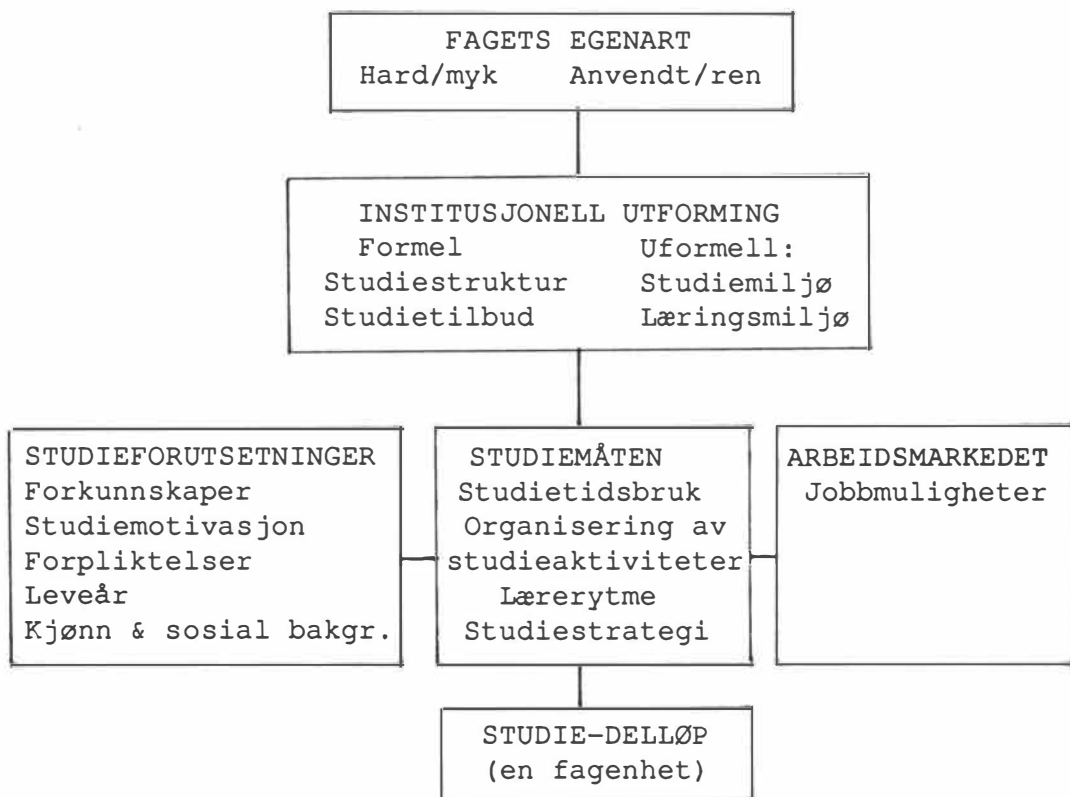 FAGETS EGENART
Hard/myk Anvendt/ren
INSTITUSJONELL UTFORMING
Formel Uformell:
Studiestruktur Studiemiljø
Studietilbud Læringsmiljø
STUDIEFORUTSETNINGER
Forkunnskaper
Studiemotivasjon
Forpliktelser
Leveår
Kjønn & sosial bakgr.
STUDIEMÅTEN
Studietidsbruk
Organisering av
studieaktiviteter
Lærerytme
Studiestrategi
ARBEIDSMARKEDET
Jobbmuligheter
STUDIE-DELLØP
(en fagenhet)